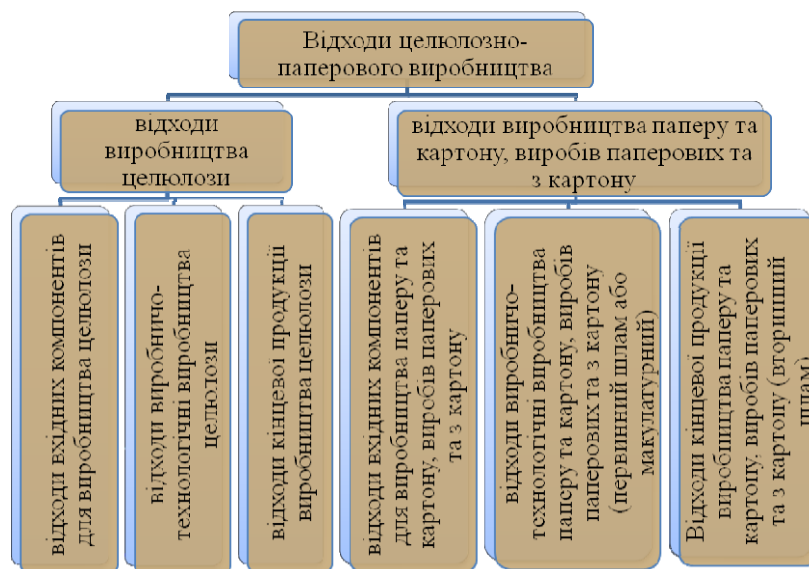 Відходи целюлозно-
паперового виробництва
відходи
виробництва
целюлози
відходи виробництва паперу та
картону, виробів паперових та
з картону
відходи вхідних компонентів
для виробництва целюлози
відходи виробничо-
технологічні виробництва
целюлози
відходи кінцевої продукції
виробництва целюлози
відходи вхідних компонентів
для виробництва паперу та
картону, виробів паперових
та з картону
відходи виробничо-
технологічні виробництва
паперу та картону, виробів
паперових та з картону
(первинний шлам або
макулатурний)
Відходи кінцевої продукції
виробництва паперу та
картону, виробів паперових
та з картону (вторинний
шлам)